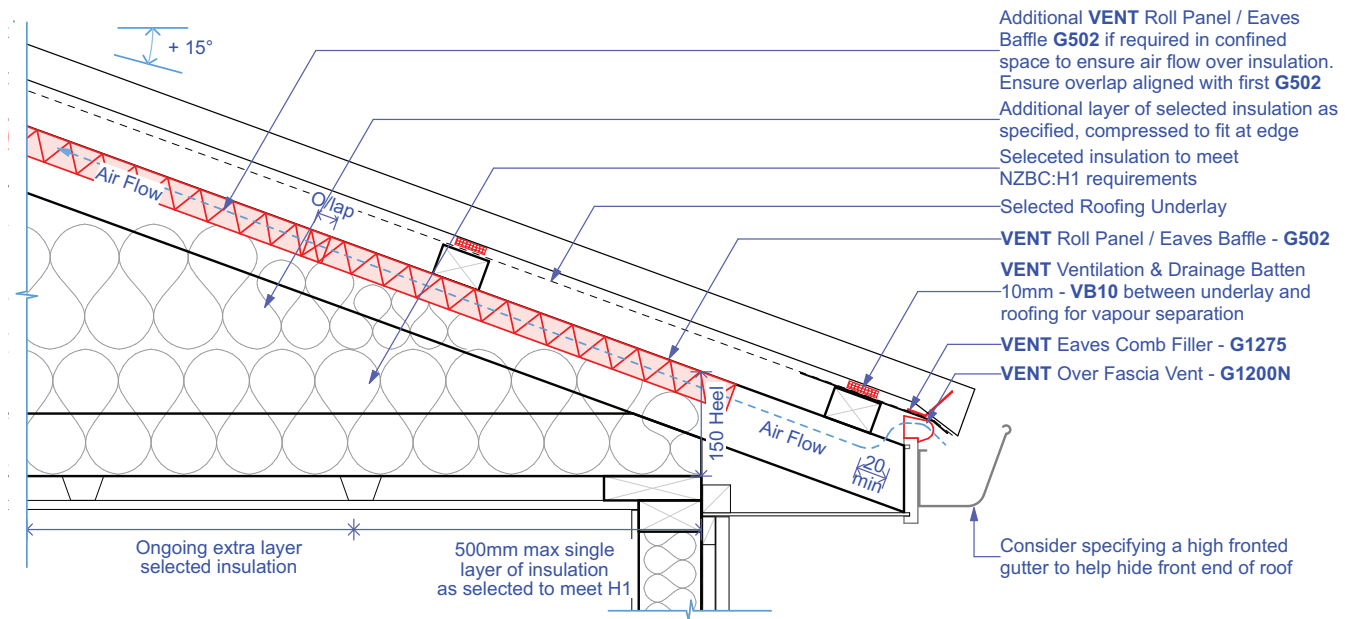 + 15°
Additional VENT Roll Panel / Eaves
Baffle G502 if required in confined
space to ensure air flow over insulation.
Ensure overlap aligned with first G502
Additional layer of selected insulation as
specified, compressed to fit at edge
Seleceted insulation to meet
NZBC:H1 requirements
Selected Roofing Underlay
VENT Roll Panel / Eaves Baffle - G502
VENT Ventilation & Drainage Batten
10mm - VB10 between underlay and
roofing for vapour separation
VENT Eaves Comb Filler - G1275
VENT Over Fascia Vent - G1200N
Air Flow
O/lap
150 Heel
Air Flow
20
min
Ongoing extra layer
selected insulation
500mm max single
layer of insulation
as selected to meet H1
Consider specifying a high fronted
gutter to help hide front end of roof